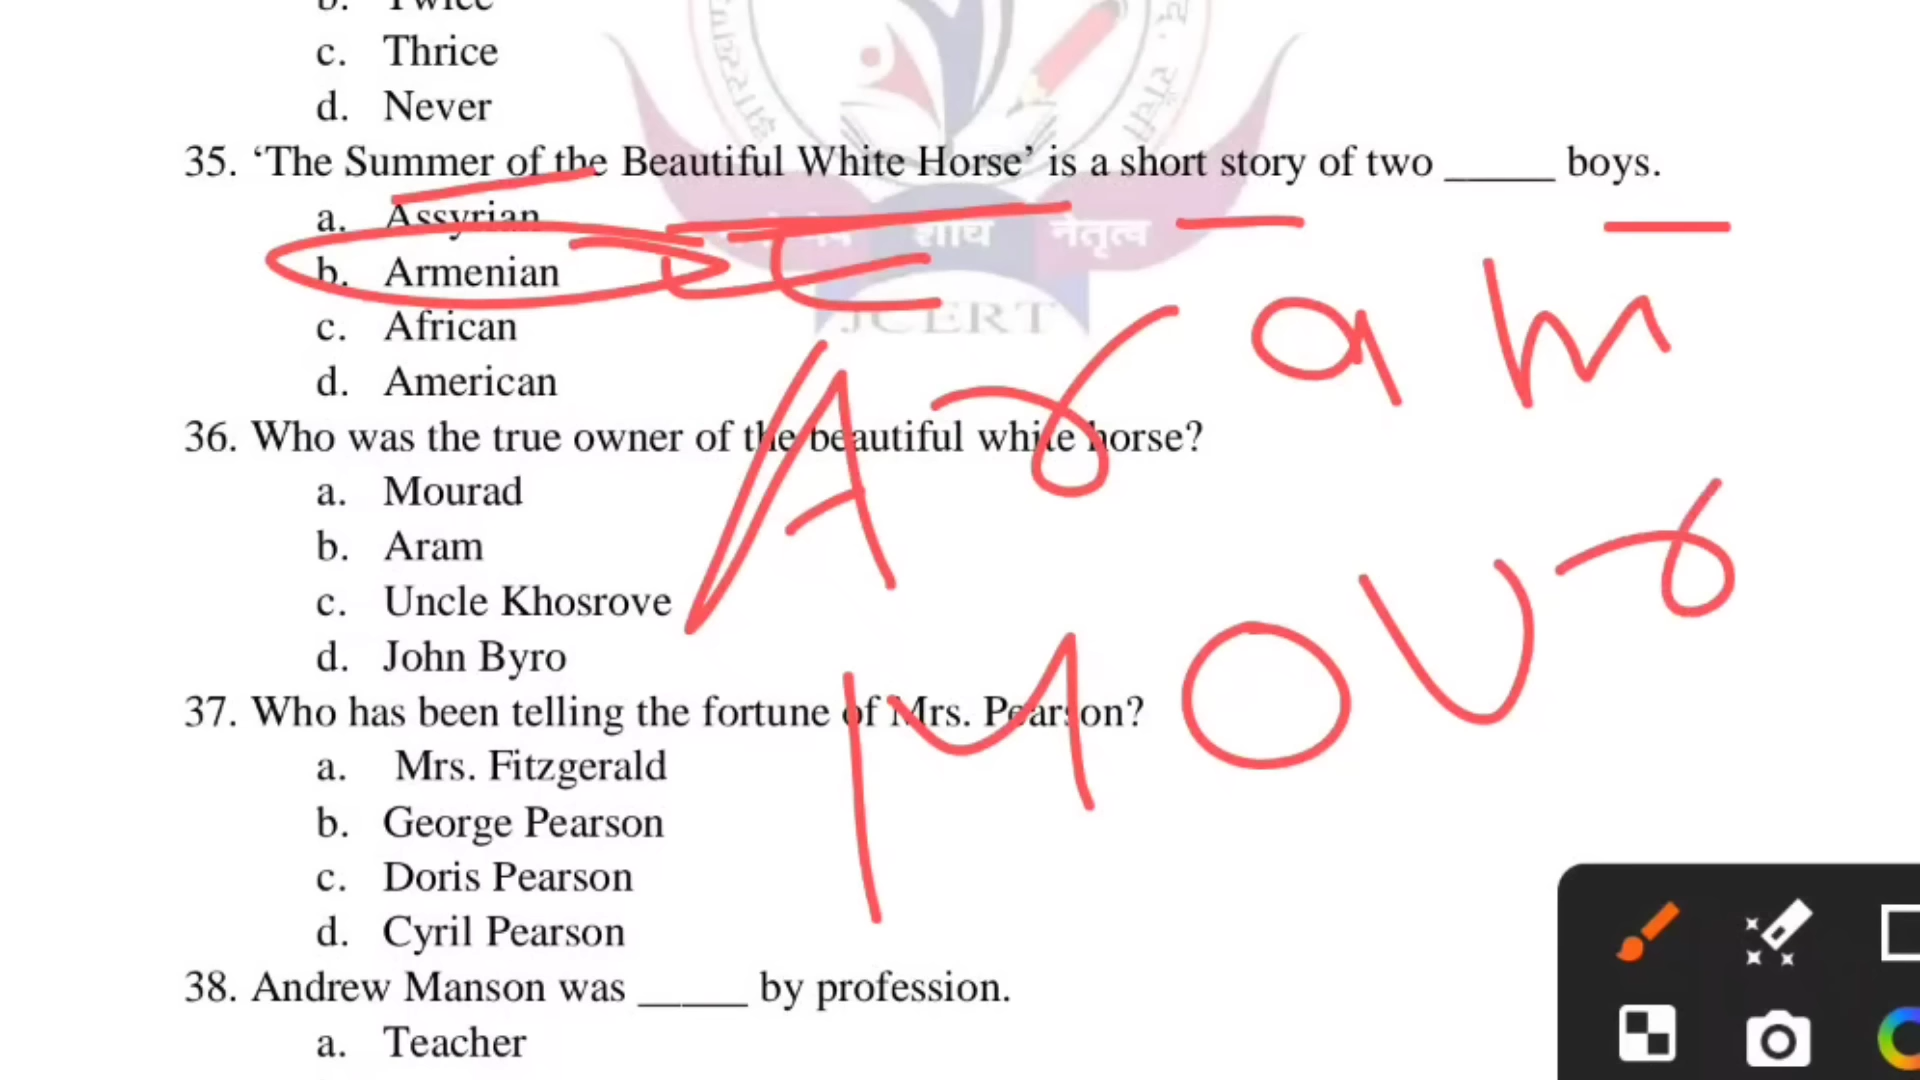 b. Twice
c. Thrice
d. Never
35. ‘The Summer of the Beautiful White Horse’ is a short story of two _____ boys.
a. Assyrian
b. Armenian
c. African
d. American
शोध नेतृत्व
JCERT
Aram
36. Who was the true owner of the beautiful white horse?
a. Mourad
b. Aram
c. Uncle Khosrove
d. John Byro
Mour
37. Who has been telling the fortune of Mrs. Pearson?
a. Mrs. Fitzgerald
b. George Pearson
c. Doris Pearson
d. Cyril Pearson
38. Andrew Manson was _____ by profession.
a. Teacher